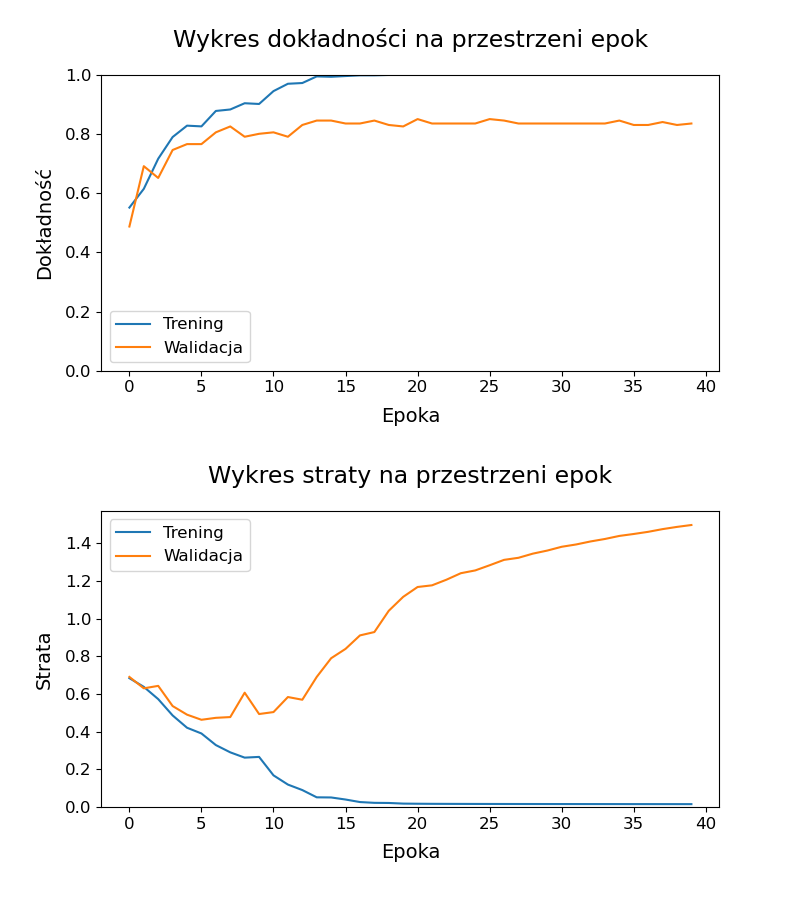 Wykres dokładności na przestrzeni epok
1.0
0.8
0.6
0.4
0.2
0.0
Dokładność
Trening
Walidacja
0 5 10 15 20 25 30 35 40
Epoka
Wykres straty na przestrzeni epok
1.4
1.2
1.0
0.8
0.6
0.4
0.2
0.0
Strata
Trening
Walidacja
0 5 10 15 20 25 30 35 40
Epoka